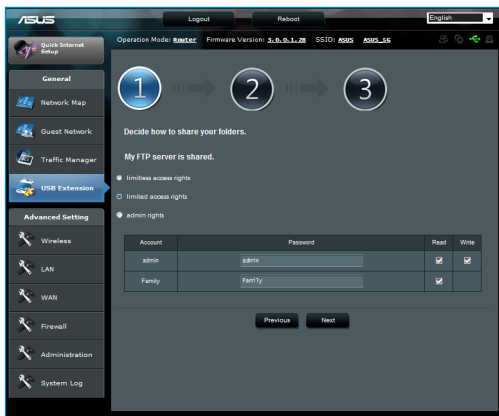 ASUS
Logout
Reboot
English
Quick Internet Setup
Operation Mode: Router Firmware Version: 3.0.0.1.28 SSID: ASUS ASUS_5G
General
Network Map
Guest Network
Traffic Manager
USB Extension
Advanced Setting
Wireless
LAN
WAN
Firewall
Administration
System Log
1
2
3
Decide how to share your folders.
My FTP server is shared.
limitless access rights
limited access rights
admin rights
Account Password Read Write
admin admin
Family Family
Previous Next